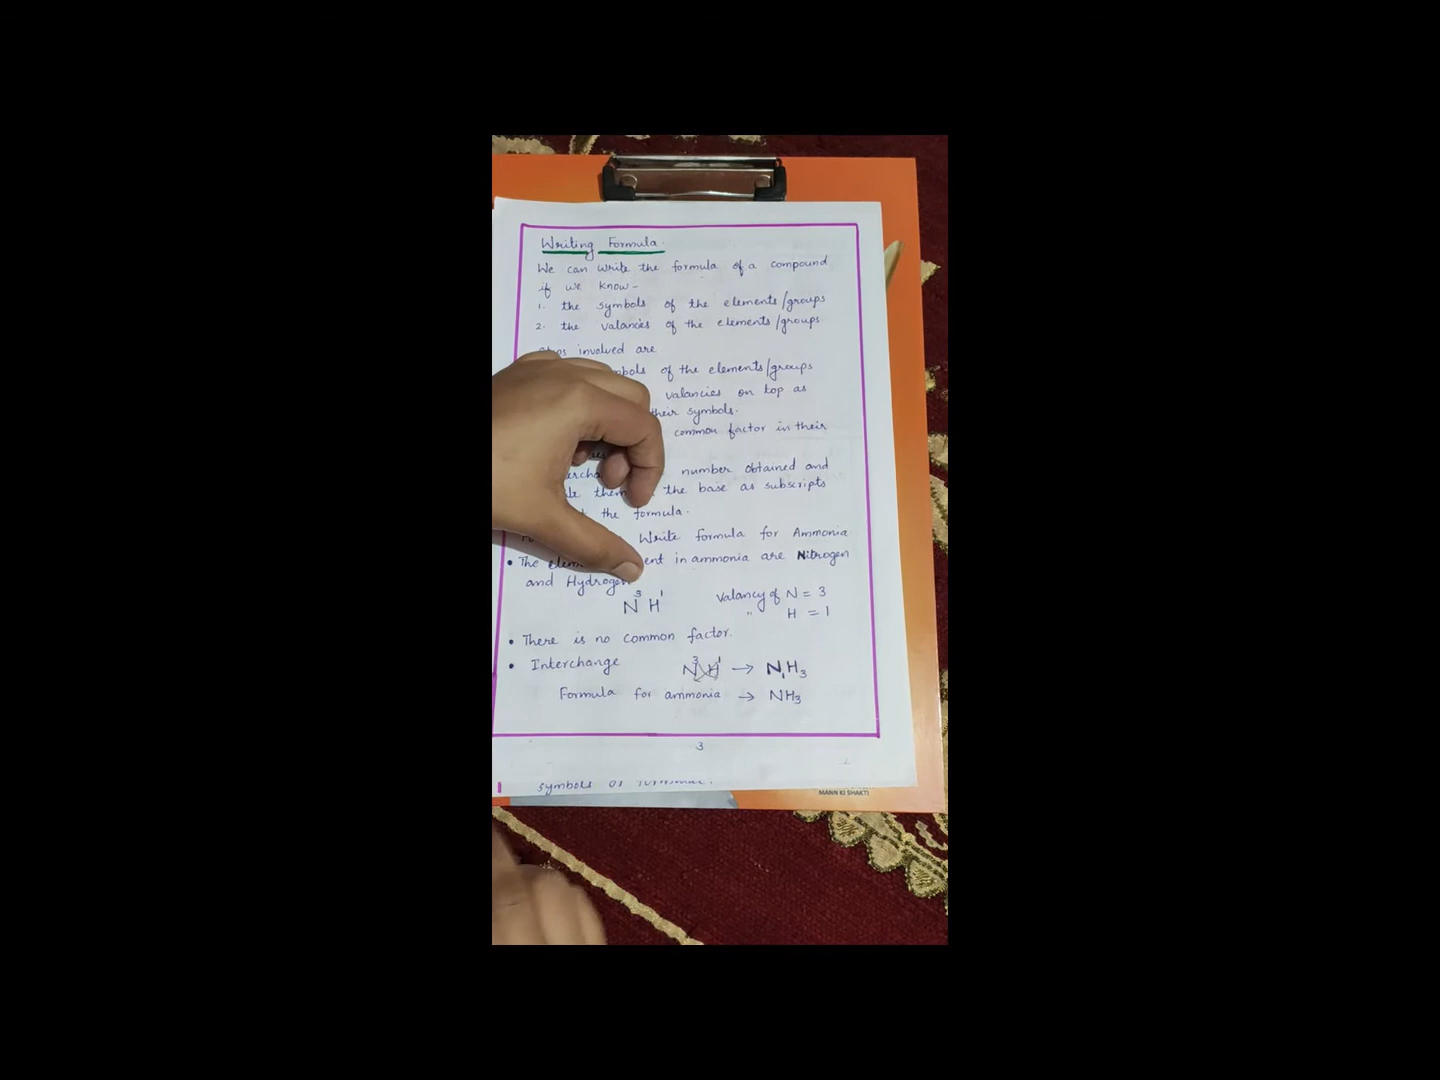 Writing Formula.
We can write the formula of a compound
if we know -
1. the symbols of the elements/groups
2. the valancies of the elements/groups.
involved are
of the elements/groups
valancies on top as
their symbols.
common factor in their
number obtained and
the base as subscripts
the formula.
Write formula for Ammonia
• The in ammonia are Nitrogen
and Hydrogen
N³ H¹ valancy of N = 3
" H = 1
• There is no common factor.
• Interchange N³ H¹ → N₁H₃
Formula for ammonia → NH₃
3
symbols or
MANN KI SHAKTI